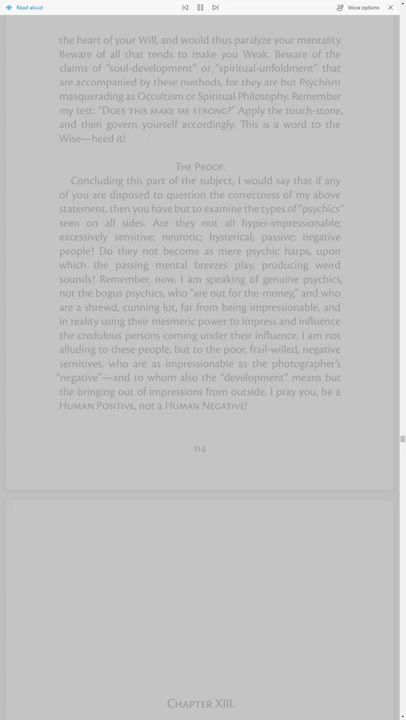 Read aloud
Voice options
the heart of your Will, and would thus paralyze your mentality.
Beware of all that tends to make you Weak. Beware of the
claims of "soul-development" or "spiritual-unfoldment" that
are accompanied by these methods, for they are but Psychism
masquerading as Occultism or Spiritual Philosophy. Remember
my test: "Does this make me strong?" Apply the touch-stone,
and then govern yourself accordingly. This is a word to the
Wise—heed it!
The Proof.
Concluding this part of the subject, I would say that if any
of you are disposed to question the correctness of my above
statement, then you have but to examine the types of "psychics"
seen on all sides. Are they not all hyper-impressionable;
excessively sensitive; neurotic; hysterical; passive; negative
people? Do they not become as mere psychic harps, upon
which the passing mental breezes play, producing weird
sounds? Remember, now, I am speaking of genuine psychics,
not the bogus psychics, who "are out for the-money," and who
are a shrewd, cunning lot, far from being impressionable, and
in reality using their mesmeric power to impress and influence
the credulous persons coming under their influence. I am not
alluding to these people, but to the poor, frail-willed, negative
sensitives, who are as impressionable as the photographer's
"negative"—and to whom also the "development" means but
the bringing out of impressions from outside. I pray you, be a
Human Positive, not a Human Negative!
114
Chapter XIII.